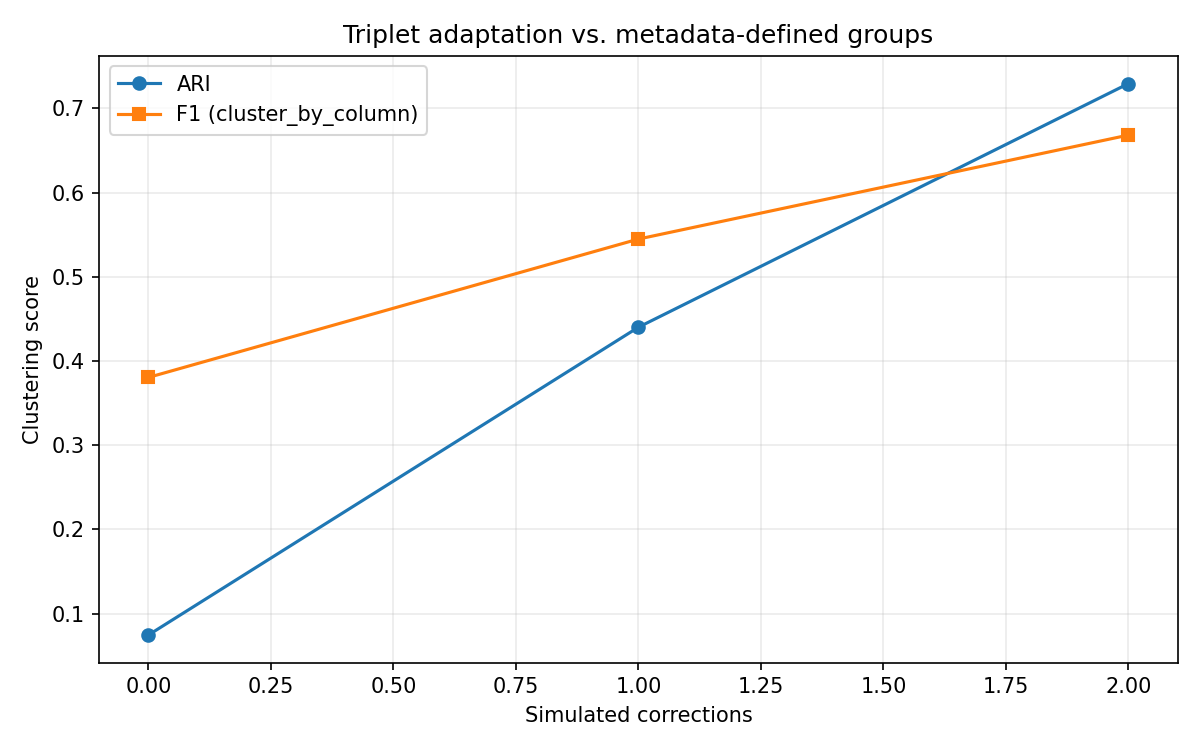 Triplet adaptation vs. metadata-defined groups
ARI
F1 (cluster_by_column)
Clustering score
0.7
0.6
0.5
0.4
0.3
0.2
0.1
0.00 0.25 0.50 0.75 1.00 1.25 1.50 1.75 2.00
Simulated corrections